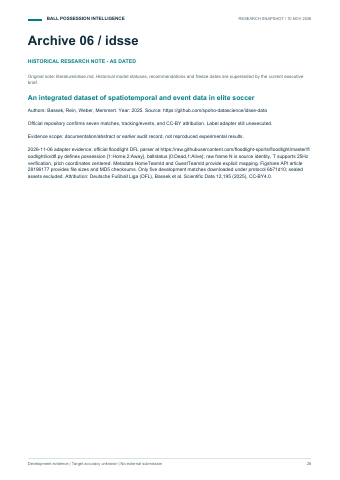 BALL POSSESSION INTELLIGENCE
RESEARCH SNAPSHOT / 10 NOV 2026
Archive 06 / idsse
HISTORICAL RESEARCH NOTE - AS DATED
Original note: literature/idsse.md. Historical model statuses, recommendations and freeze dates are superseded by the current executive
brief.
An integrated dataset of spatiotemporal and event data in elite soccer
Authors: Bassek, Rein, Weber, Memmert. Year: 2025. Source: https://github.com/spoho-datascience/idsse-data
Official repository confirms seven matches, tracking/events, and CC-BY attribution. Label adapter still unexecuted.
Evidence scope: documentation/abstract or earlier audit record, not reproduced experimental results.
2026-11-06 adapter evidence: official floodlight DFL parser at https://raw.githubusercontent.com/floodlight-sports/floodlight/master/fl
oodlight/io/dfl.py defines possession {1:Home,2:Away}, ballstatus {0:Dead,1:Alive}; raw frame N is source identity, T supports 25Hz
verification, pitch coordinates centered. Metadata HomeTeamId and GuestTeamId provide explicit mapping. Figshare API article
28196177 provides file sizes and MD5 checksums. Only five development matches downloaded under protocol 6b71d10; sealed
assets excluded. Attribution: Deutsche Fußball Liga (DFL), Bassek et al. Scientific Data 12,195 (2025), CC-BY4.0.
Development evidence | Target accuracy unknown | No external submission